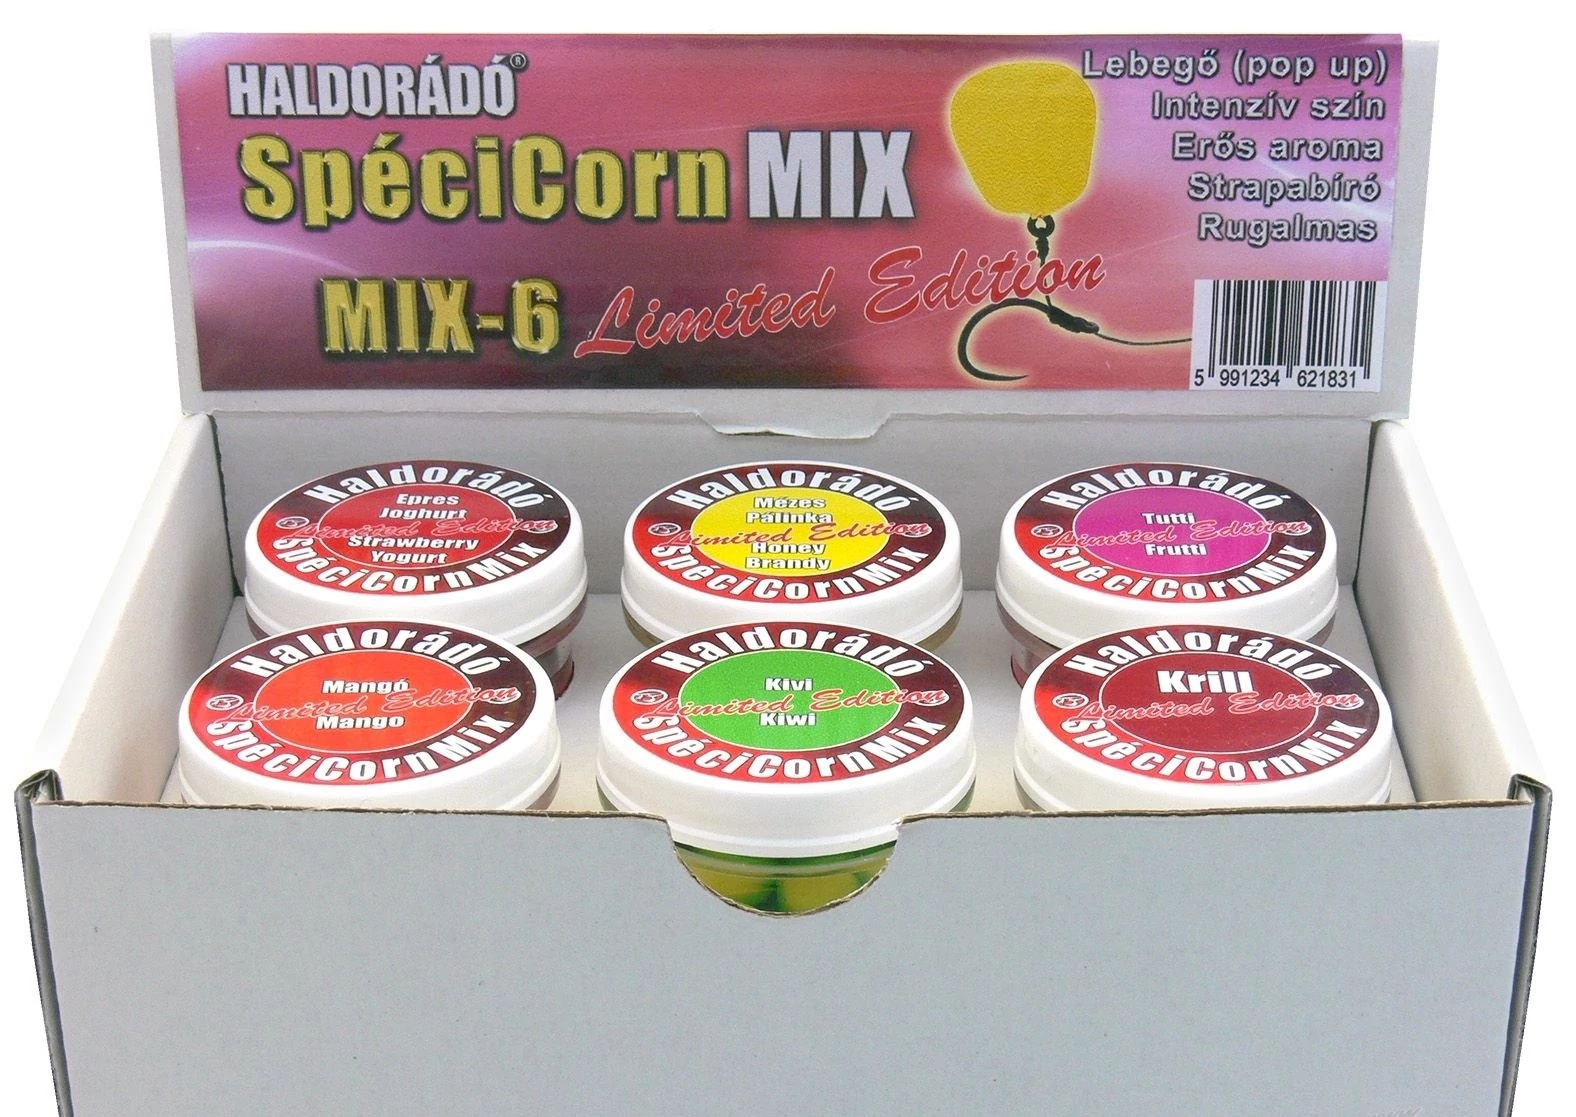 HALDORÁDÓ®
SpéciCorn MIX
MIX-6 Limited Edition
Lebegő (pop up)
Intenzív szín
Erős aroma
Strapabíró
Rugalmas
5 991234 621831
Haldorádó
Epres
Joghurt
Limited Edition
Strawberry
Yogurt
SpéciCornMix
Haldorádó
Mézes
Pálinka
Limited Edition
Honey
Brandy
SpéciCornMix
Haldorádó
Tutti
Limited Edition
Frutti
SpéciCornMix
Haldorádó
Mangó
Limited Edition
Mango
SpéciCornMix
Haldorádó
Kivi
Limited Edition
Kiwi
SpéciCornMix
Haldorádó
Krill
Limited Edition
SpéciCornMix